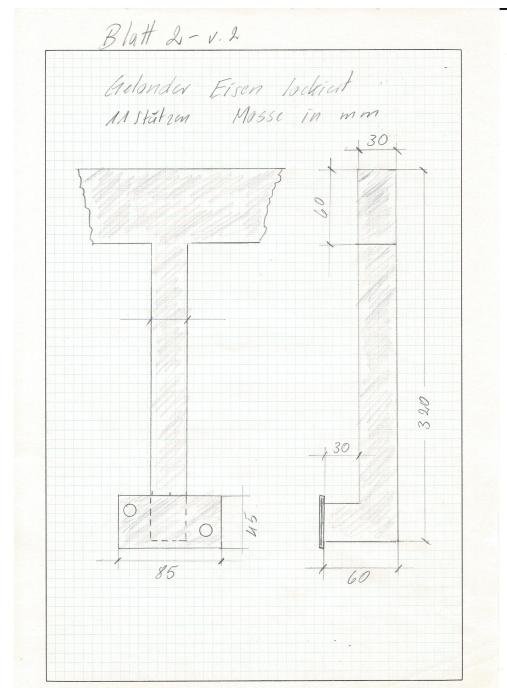 Blatt 2- v. 2
Geländer Eisen lackiert
11 Stützen Masse in mm
30
60
320
30
45
85
60